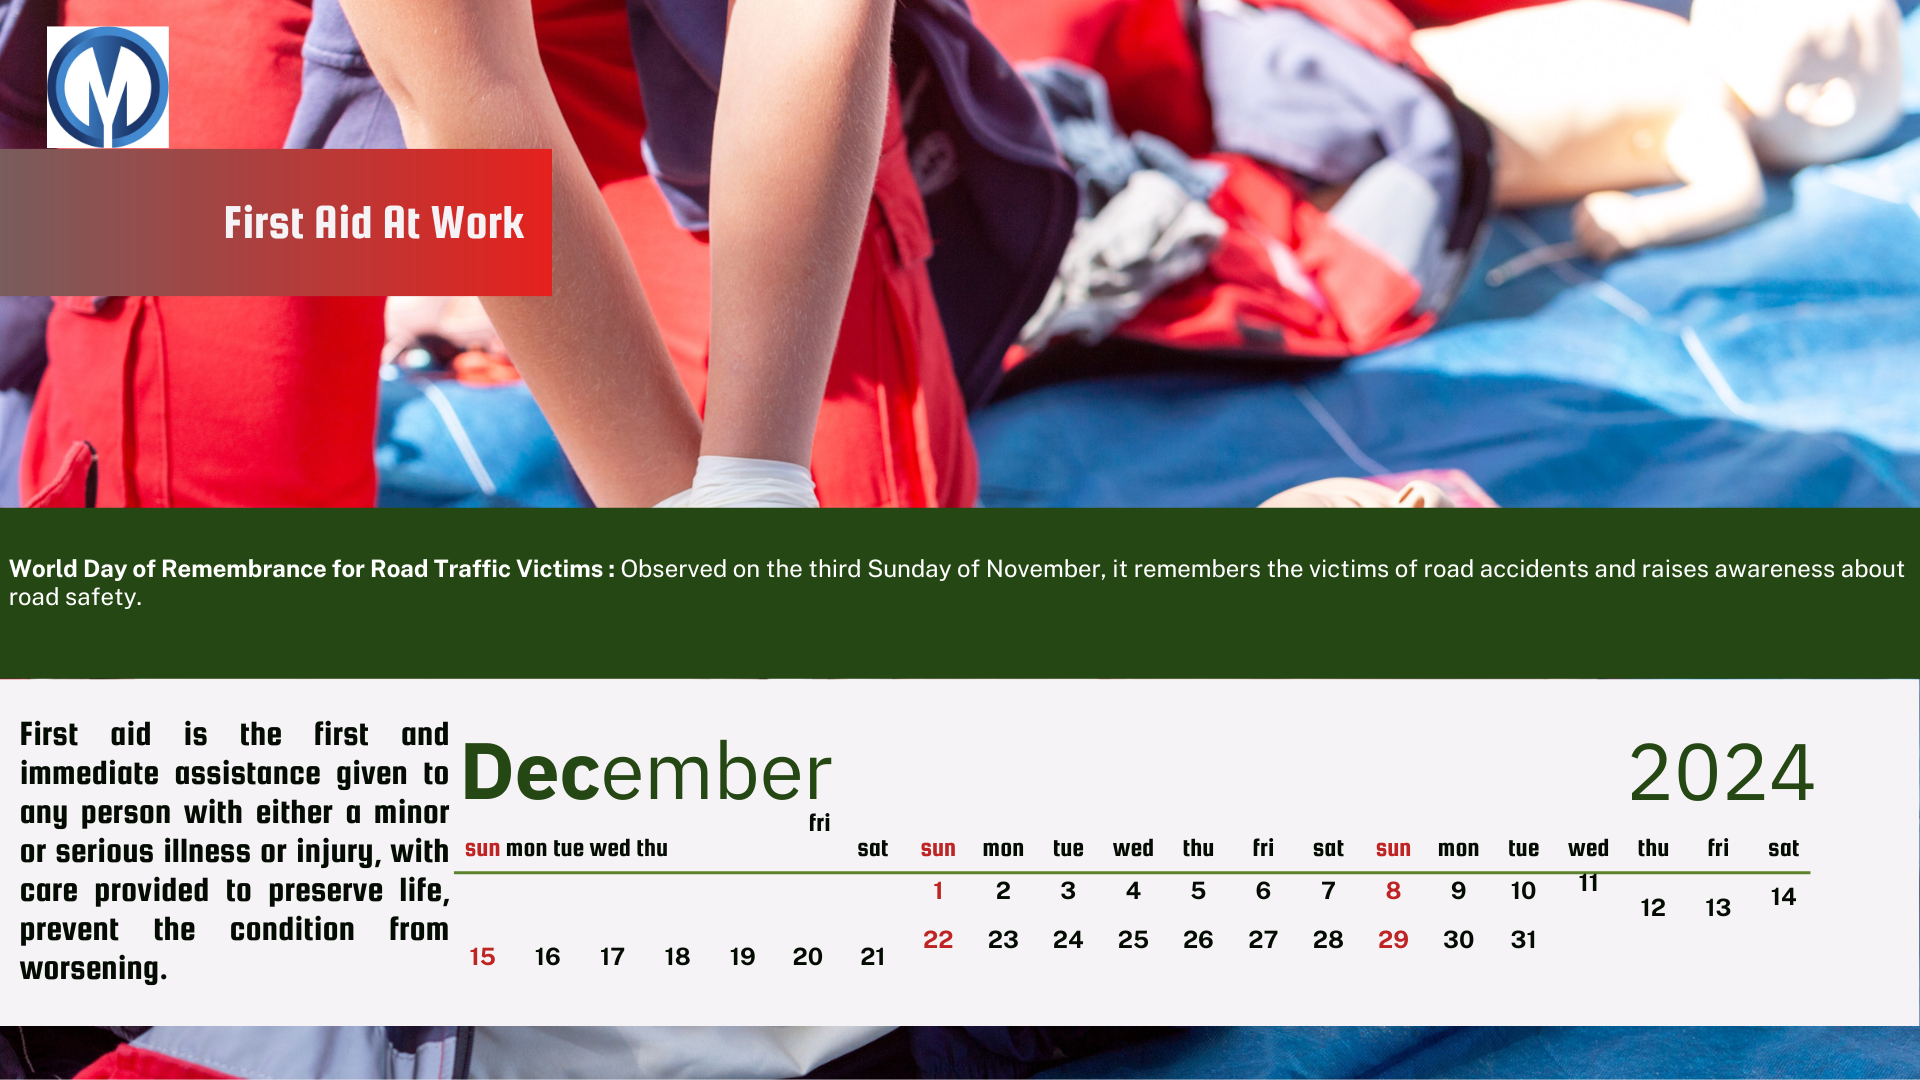 M
First Aid At Work
World Day of Remembrance for Road Traffic Victims : Observed on the third Sunday of November, it remembers the victims of road accidents and raises awareness about
road safety.
First aid is the first and
immediate assistance given to
any person with either a minor
or serious illness or injury, with
care provided to preserve life,
prevent the condition from
worsening.
December 2024
sun mon tue wed thu fri sat sun mon tue wed thu fri sat sun mon tue wed thu fri sat
1 2 3 4 5 6 7 8 9 10 11 12 13 14
15 16 17 18 19 20 21 22 23 24 25 26 27 28 29 30 31